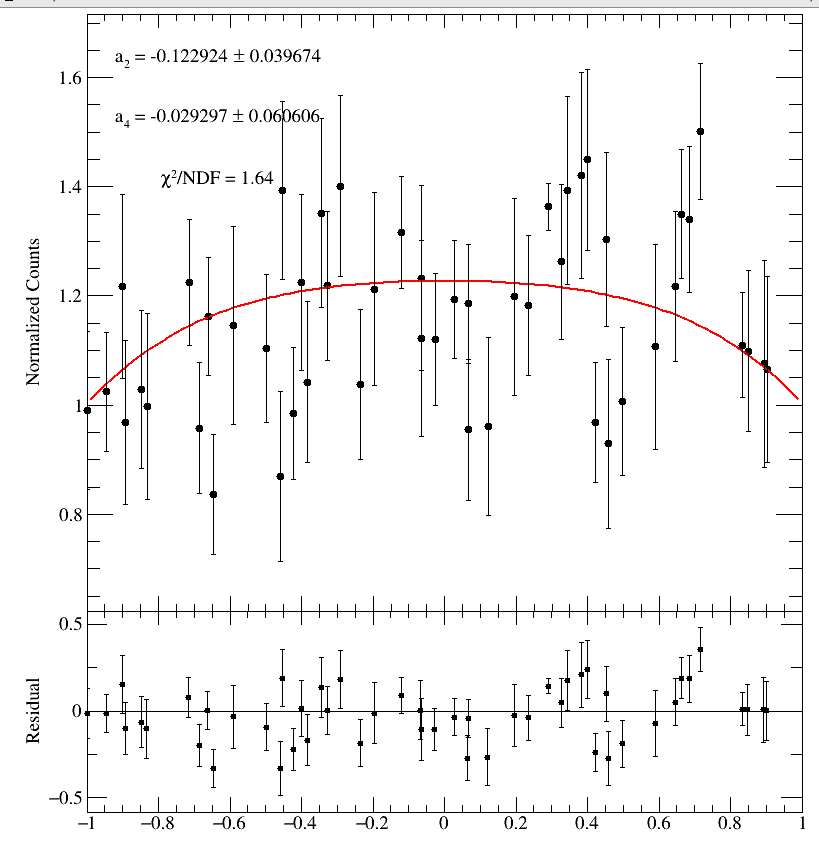 a₂ = -0.122924 ± 0.039674
1.6
a₄ = -0.029297 ± 0.060606
χ²/NDF = 1.64
1.4
Normalized Counts
1.2
1
0.8
0.5
Residual
0
−0.5
−1 −0.8 −0.6 −0.4 −0.2 0 0.2 0.4 0.6 0.8 1